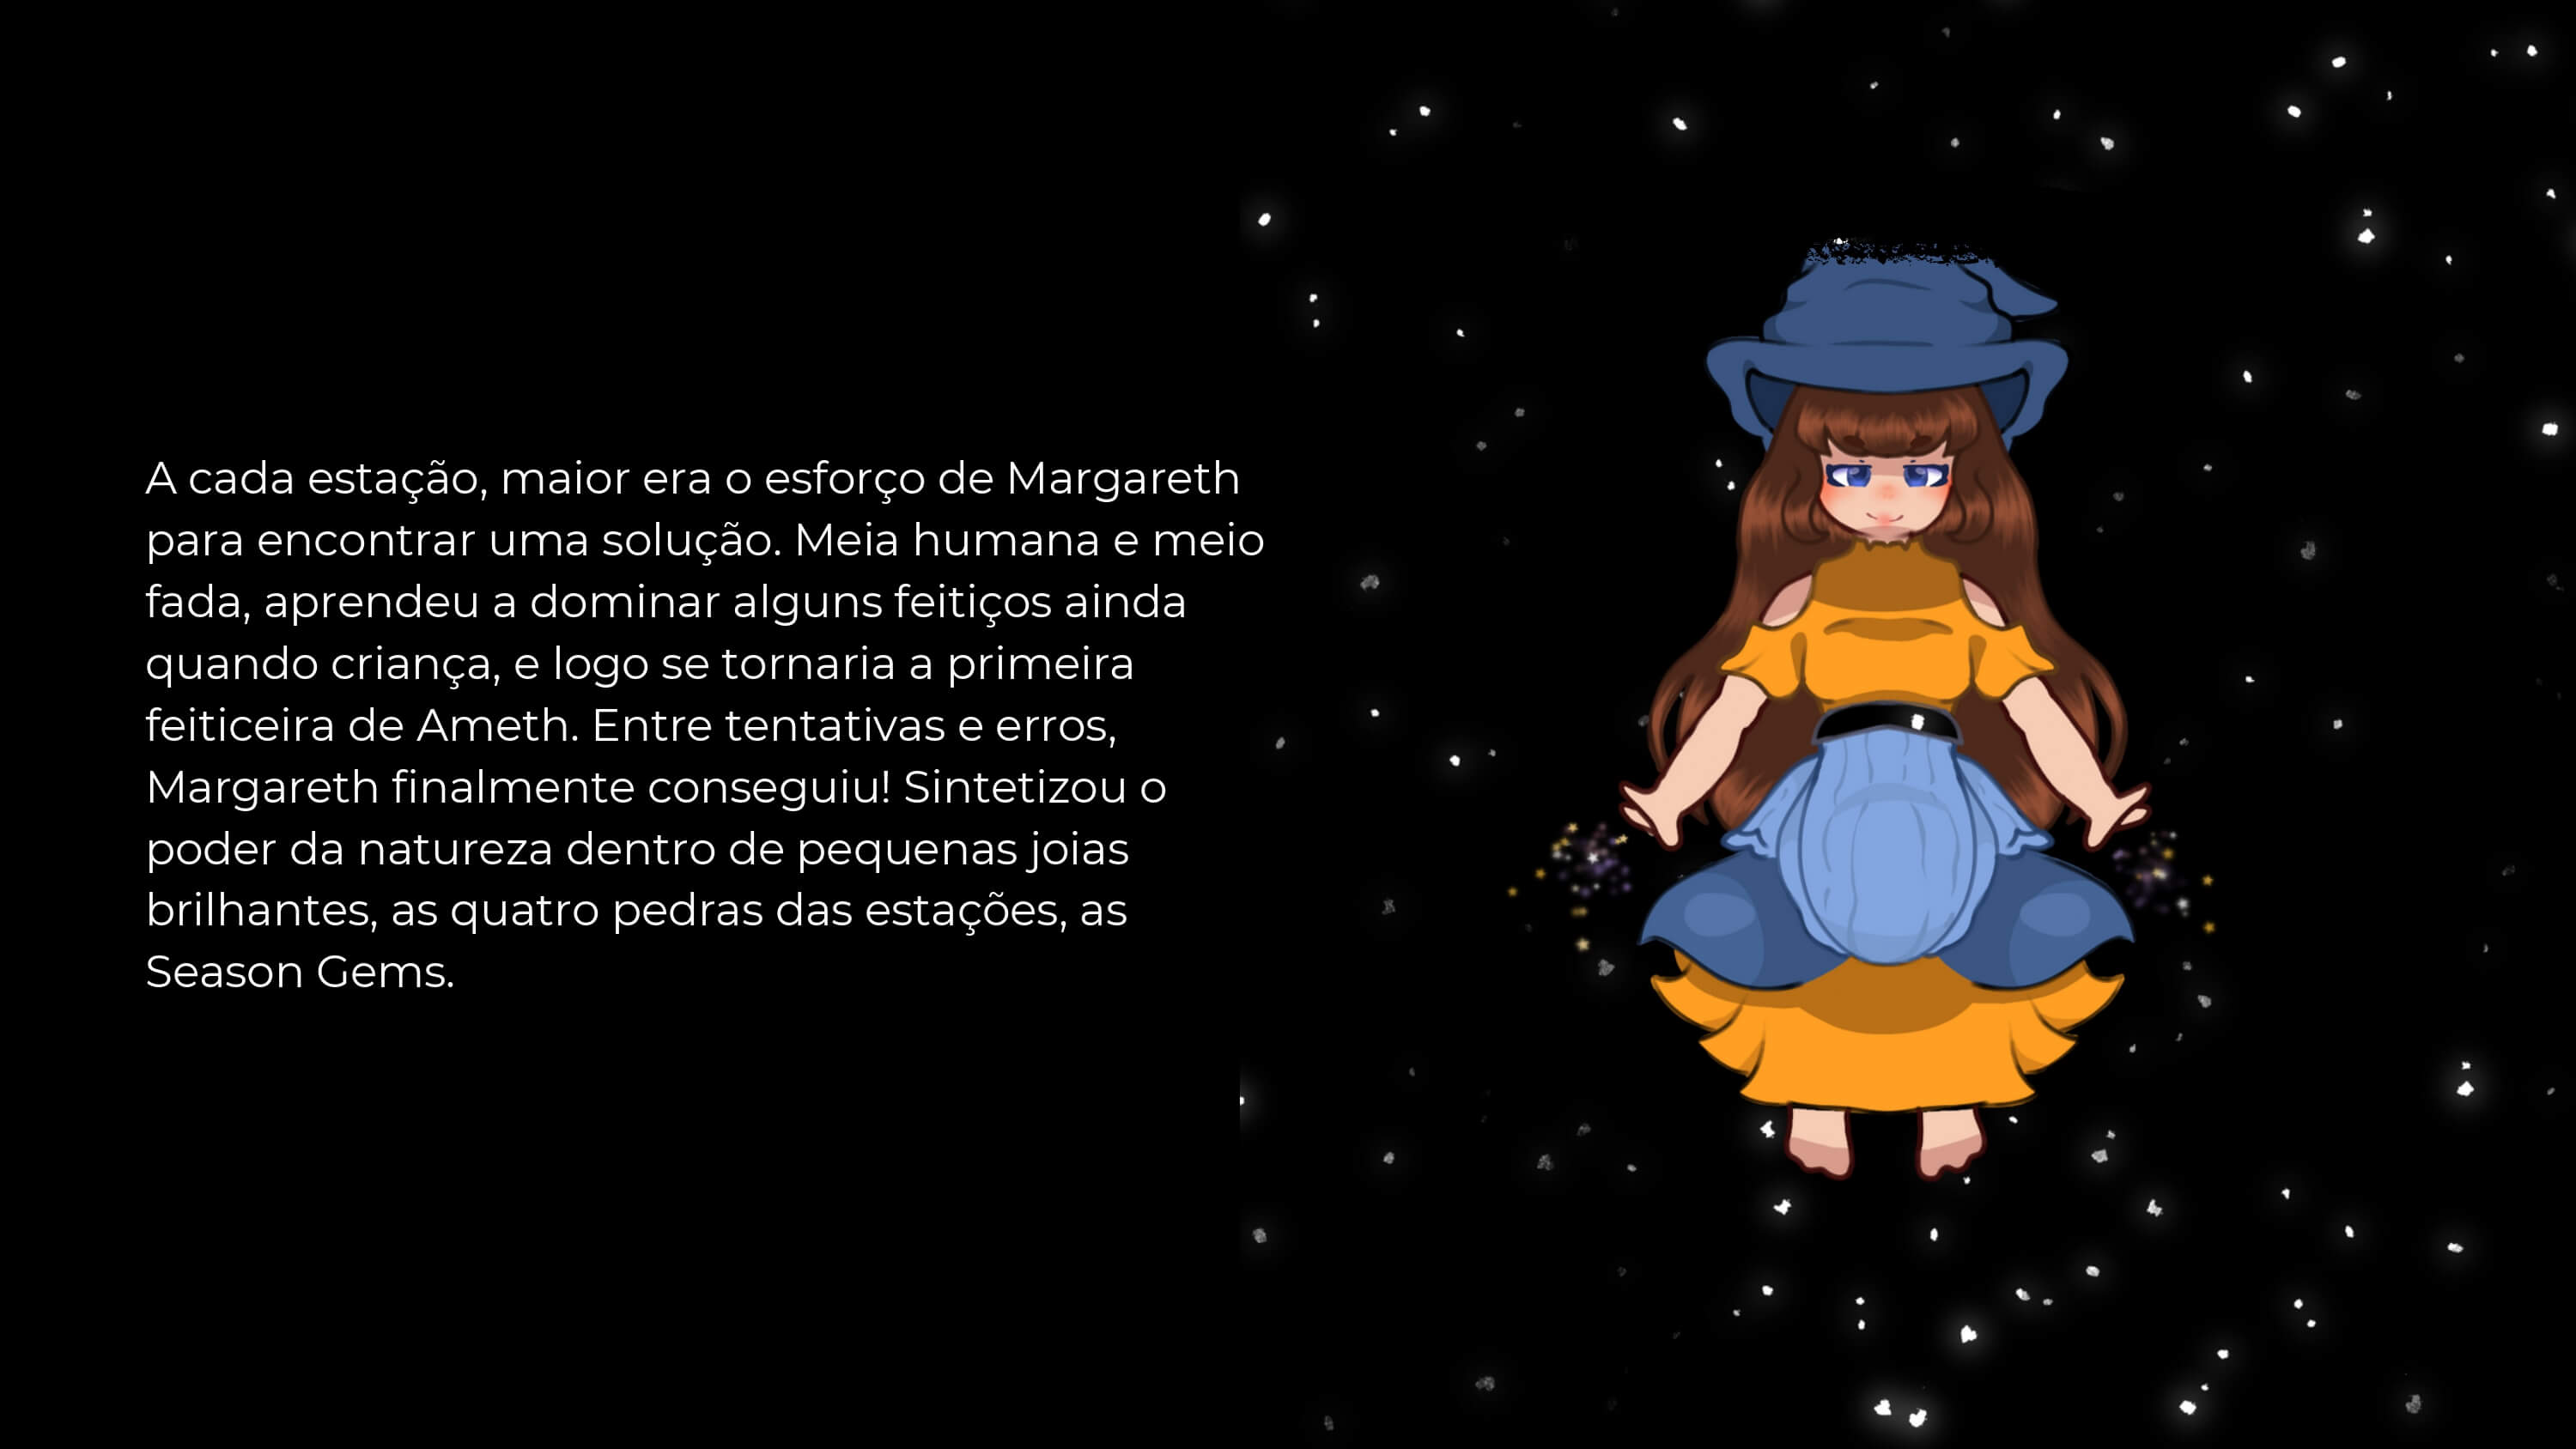 A cada estação, maior era o esforço de Margareth
para encontrar uma solução. Meia humana e meio
fada, aprendeu a dominar alguns feitiços ainda
quando criança, e logo se tornaria a primeira
feiticeira de Ameth. Entre tentativas e erros,
Margareth finalmente conseguiu! Sintetizou o
poder da natureza dentro de pequenas joias
brilhantes, as quatro pedras das estações, as
Season Gems.